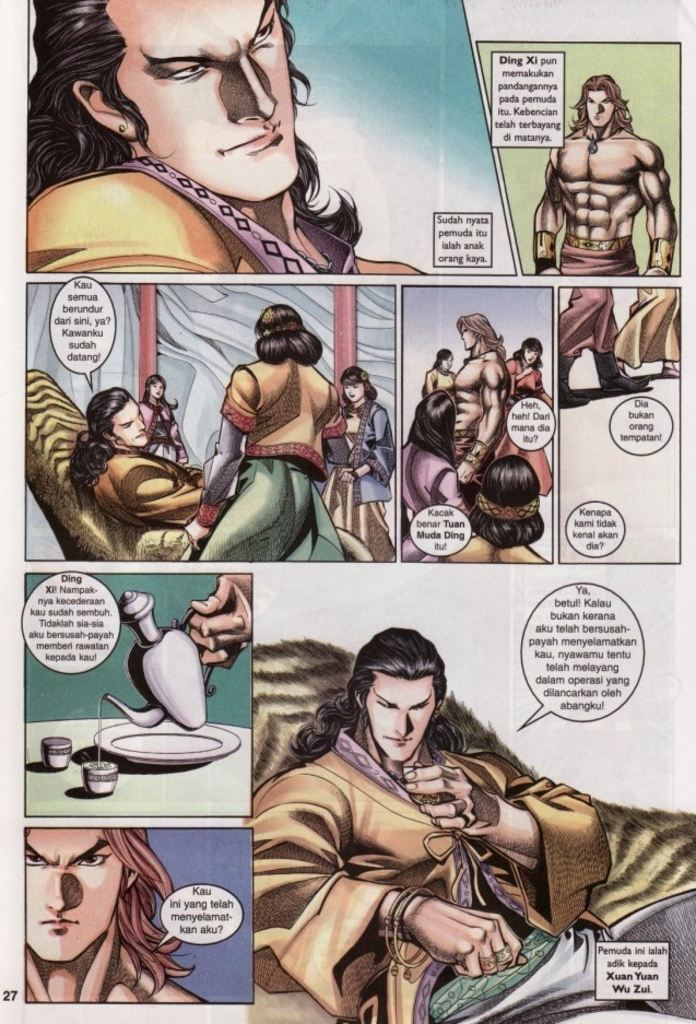 Sudah nyata
pemuda itu
ialah anak
orang kaya.
Ding Xi pun
memakukan
pandangannya
pada pemuda
itu. Kebencian
telah terbayang
di matanya.
Kau
semua
berundur
dari sini, ya?
Kawanku
sudah
datang!
Heh,
heh! Dari
mana dia
itu?
Kacak
benar Tuan
Muda Ding
itu!
Dia
bukan
orang
tempatan!
Kenapa
kami tidak
kenal akan
dia?
Ding
Xi! Nampak-
nya kecederaan
kau sudah sembuh.
Tidaklah sia-sia
aku bersusah-payah
memberi rawatan
kepada kau!
Ya,
betul! Kalau
bukan kerana
aku telah bersusah-
payah menyelamatkan
kau, nyawamu tentu
telah melayang
dalam operasi yang
dilancarkan oleh
abangku!
Kau
ini yang telah
menyelamat-
kan aku?
Pemuda ini ialah
adik kepada
Xuan Yuan
Wu Zui.
27